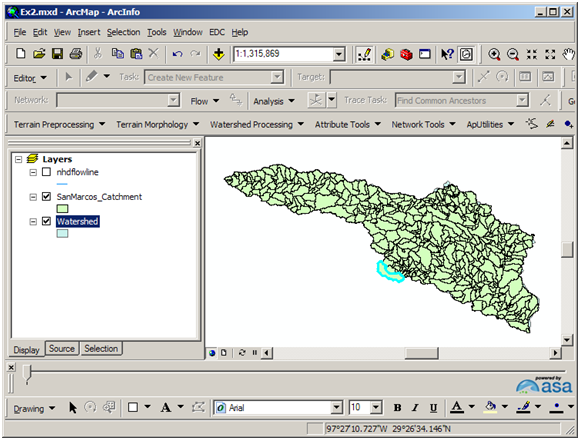 Ex2.mxd - ArcMap - ArcInfo
File Edit View Insert Selection Tools Window EDC Help
1:1,315,869
Editor Task: Create New Feature Target:
Network: Flow Analysis Trace Task: Find Common Ancestors
Terrain Preprocessing Terrain Morphology Watershed Processing Attribute Tools Network Tools ApUtilities
Layers
nhdflowline
SanMarcos_Catchment
Watershed
Display Source Selection
powered by
asa
Drawing A Arial 10 B I U A
97°27'10.727"W 29°26'34.146"N